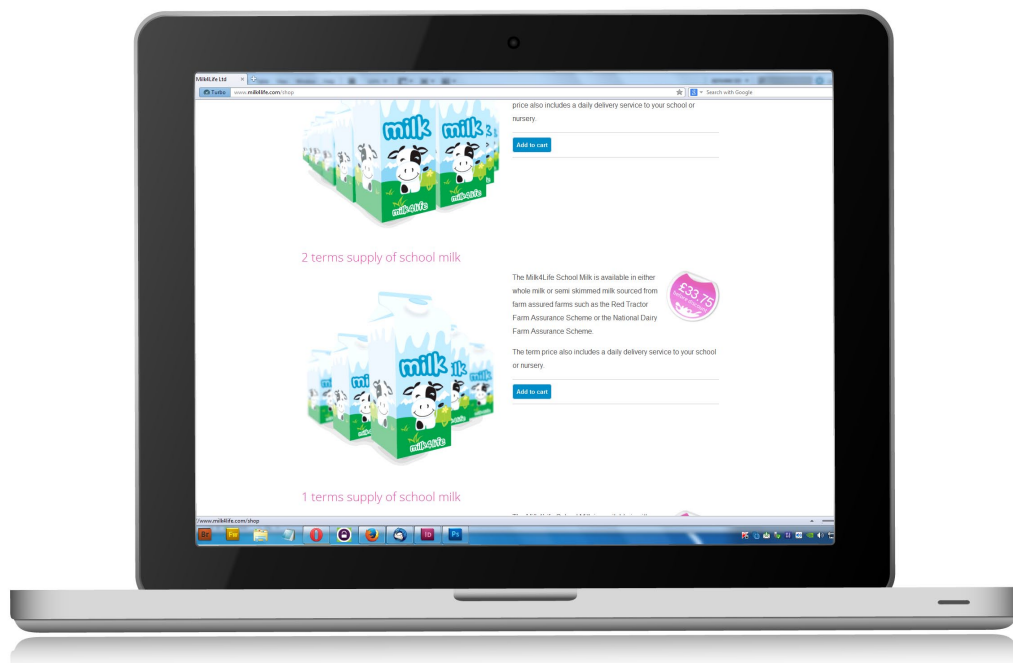 Milk4Life Ltd
Turbo
www.milk4life.com/shop
Search with Google
price also includes a daily delivery service to your school or
nursery.
Add to cart
milk
milk
milk4life
milk4life
2 terms supply of school milk
The Milk4Life School Milk is available in either
whole milk or semi skimmed milk sourced from
farm assured farms such as the Red Tractor
Farm Assurance Scheme or the National Dairy
Farm Assurance Scheme.
£33.75
The term price also includes a daily delivery service to your school
or nursery.
Add to cart
milk
milk4life
1 terms supply of school milk
/www.milk4life.com/shop
Br
Fw
ID
Ps